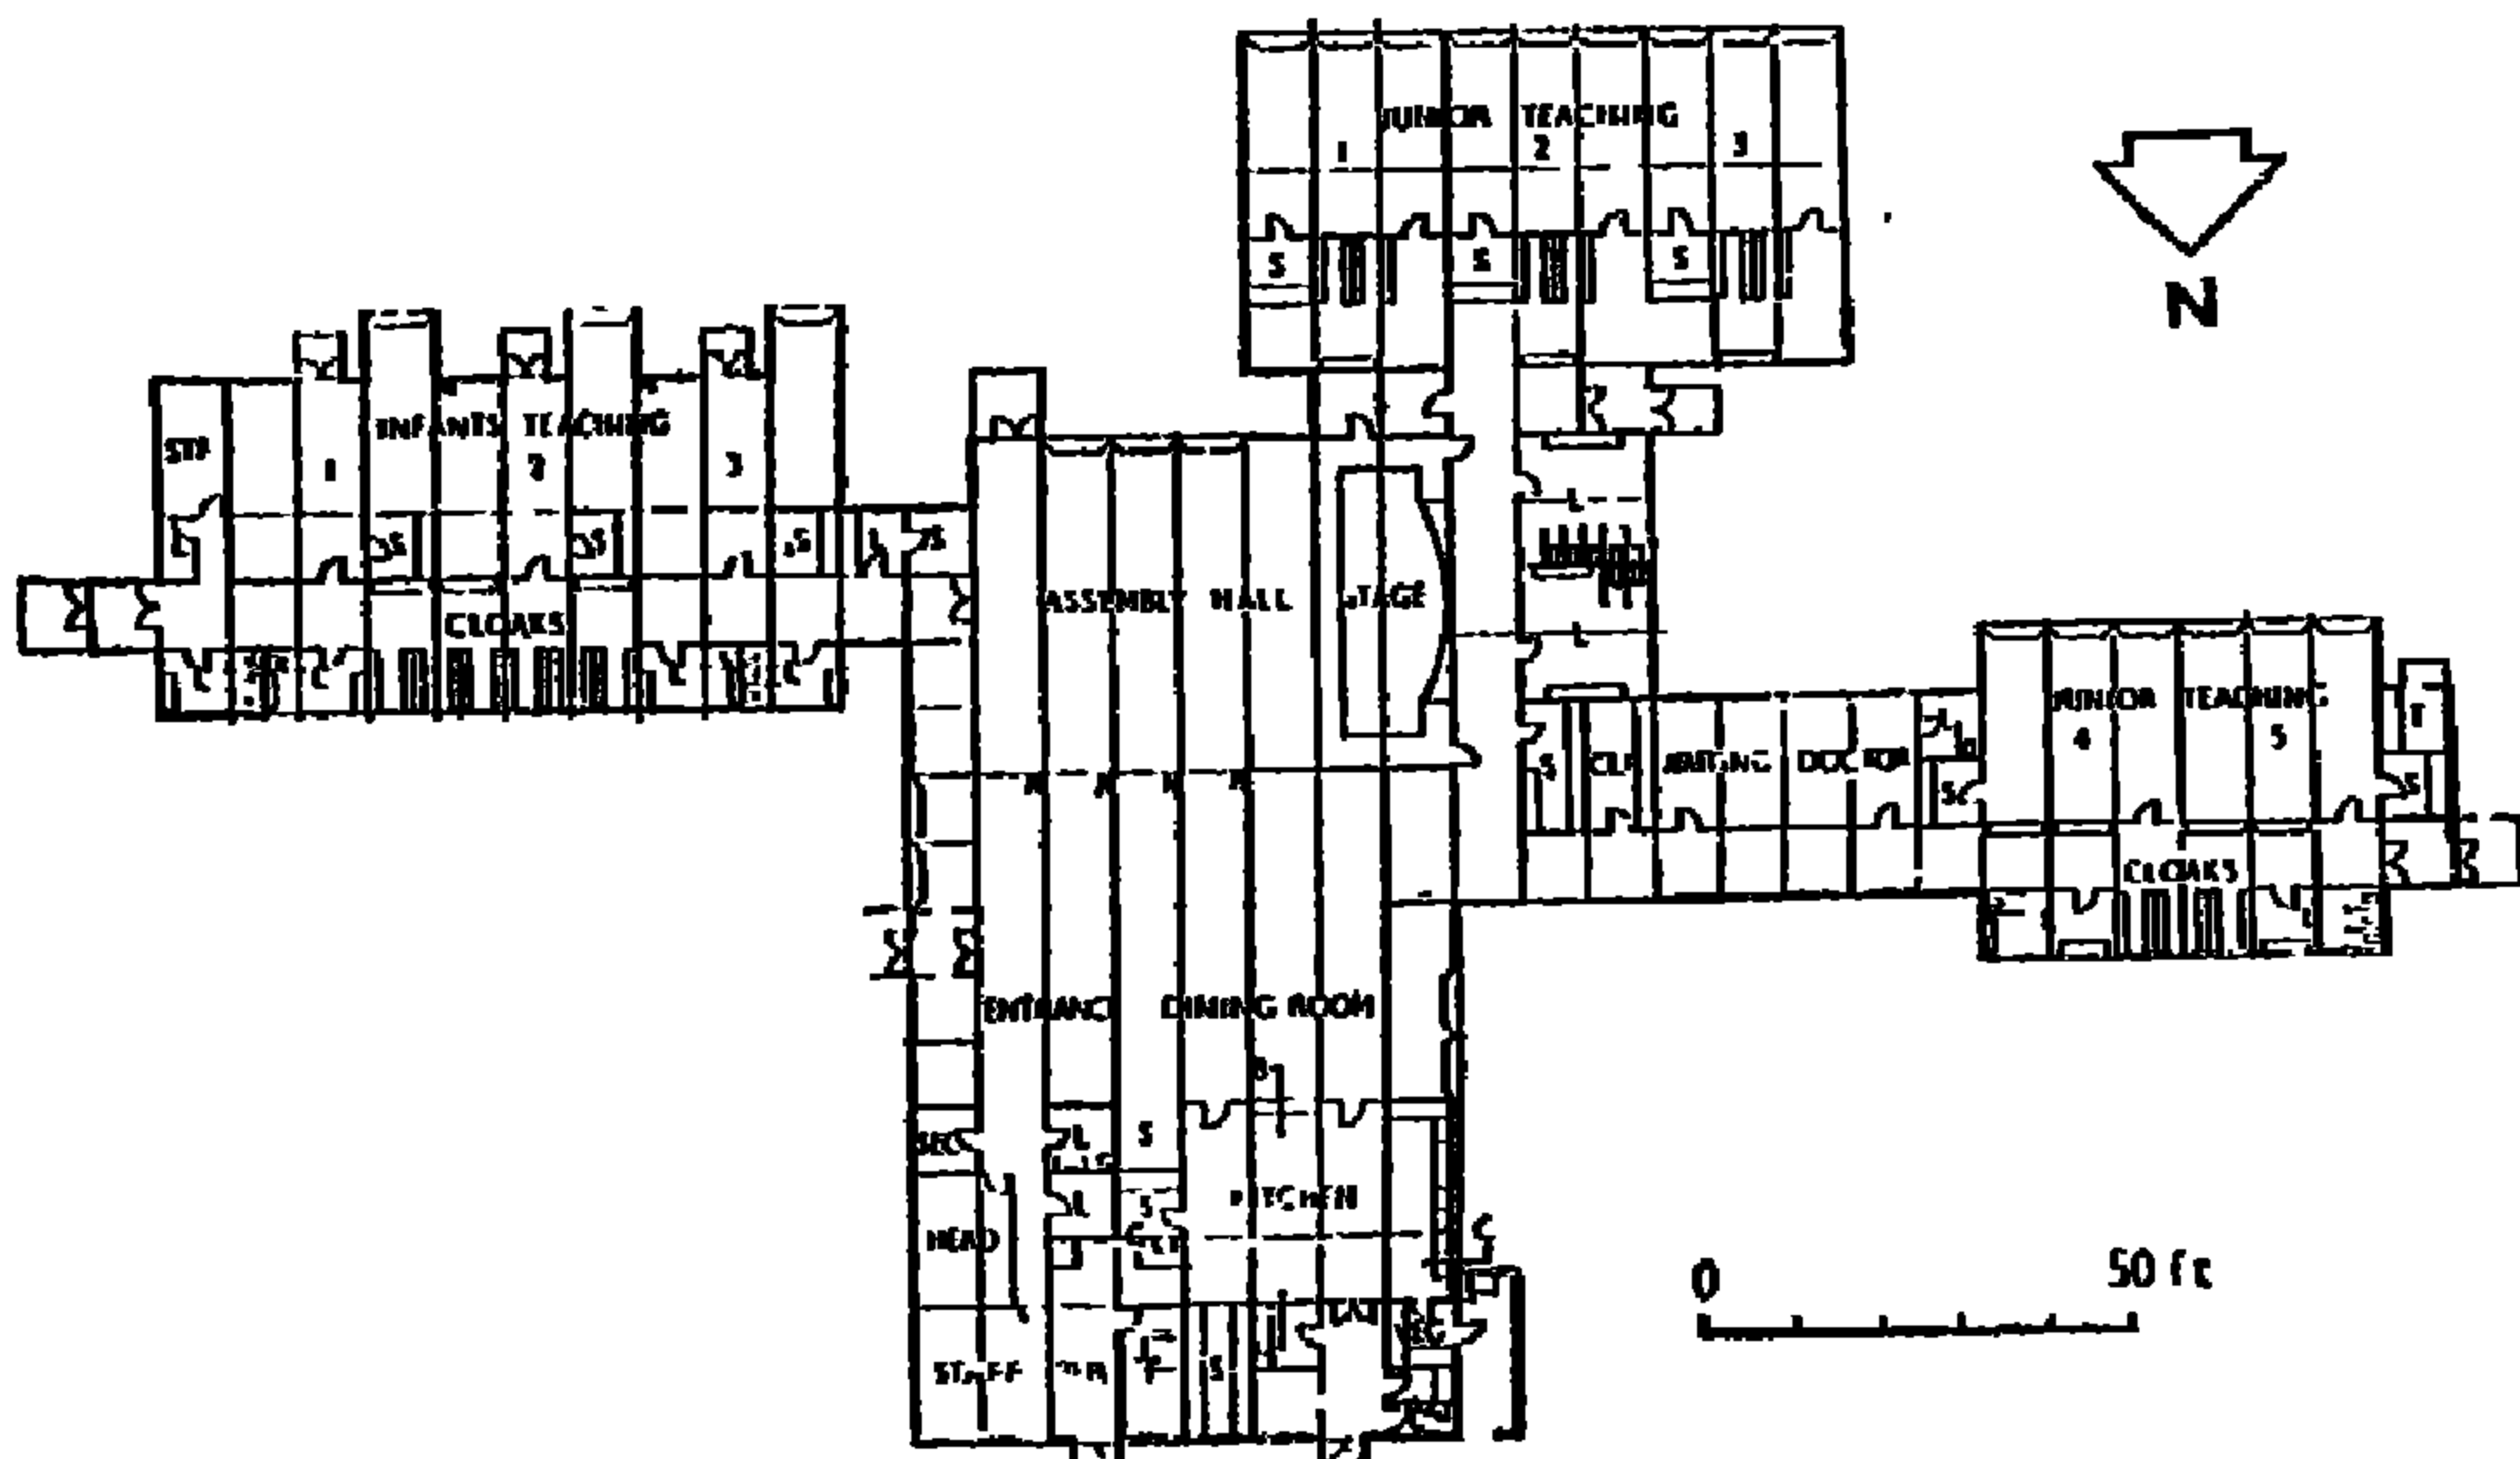 JUNIOR TEACHING
1 2 3
S S S
N
INFANTS TEACHING
1 2 3
S S S
CLOAKS
ASSEMBLY HALL STAGE
JUNIOR TEACHING
4 5
S WAITING DOCTOR
S
CLOAKS
ENTRANCE DINING ROOM
SEC S
S
KITCHEN
HEAD
0 50 ft
STAFF S